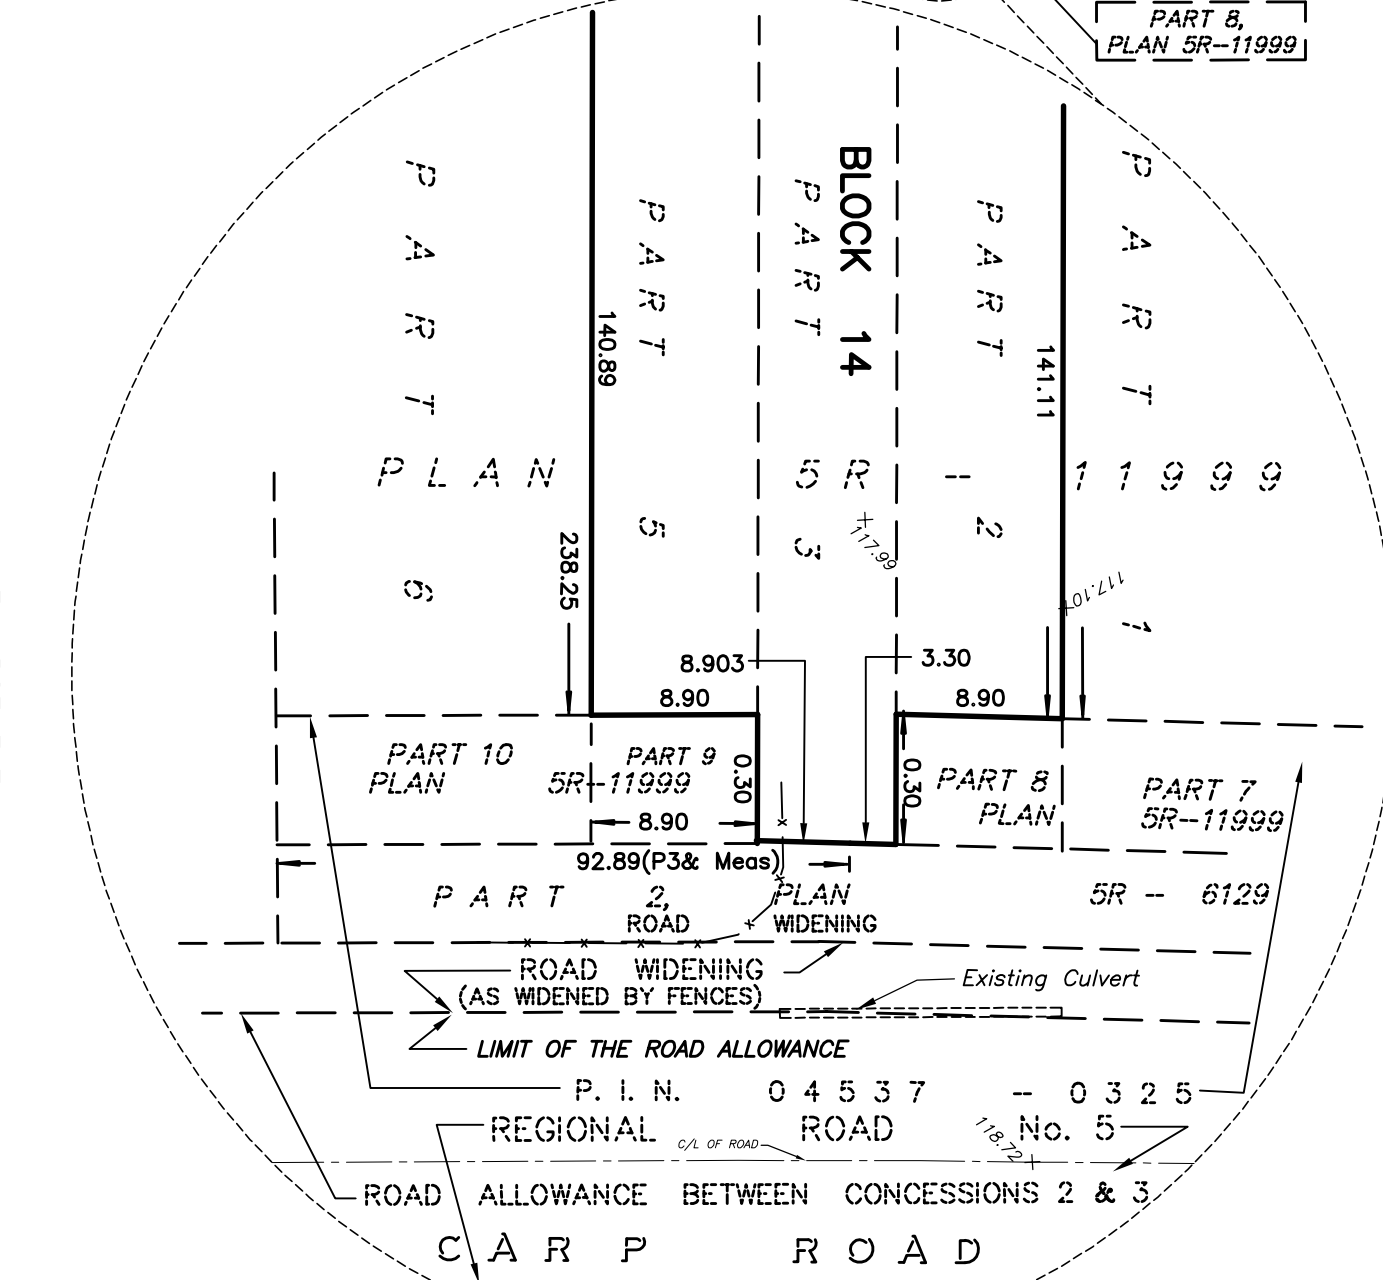 PART 8,
PLAN 5R--11999
PART 6
PART 5
PART 3
BLOCK 14
PART 2
PART 1
140.89
141.11
PLAN 5R -- 11999
117.99
238.25
117.10
8.903
3.30
8.90
8.90
PART 10
PLAN 5R--11999
PART 9
0.30
0.30
PART 8
PLAN
PART 7
5R--11999
8.90
92.89(P3& Meas)
PART 2, PLAN 5R -- 6129
ROAD WIDENING
ROAD WIDENING
(AS WIDENED BY FENCES)
Existing Culvert
LIMIT OF THE ROAD ALLOWANCE
P. I. N. 04537 -- 0325
REGIONAL ROAD No. 5
118.72
C/L OF ROAD
ROAD ALLOWANCE BETWEEN CONCESSIONS 2 & 3
CARP ROAD